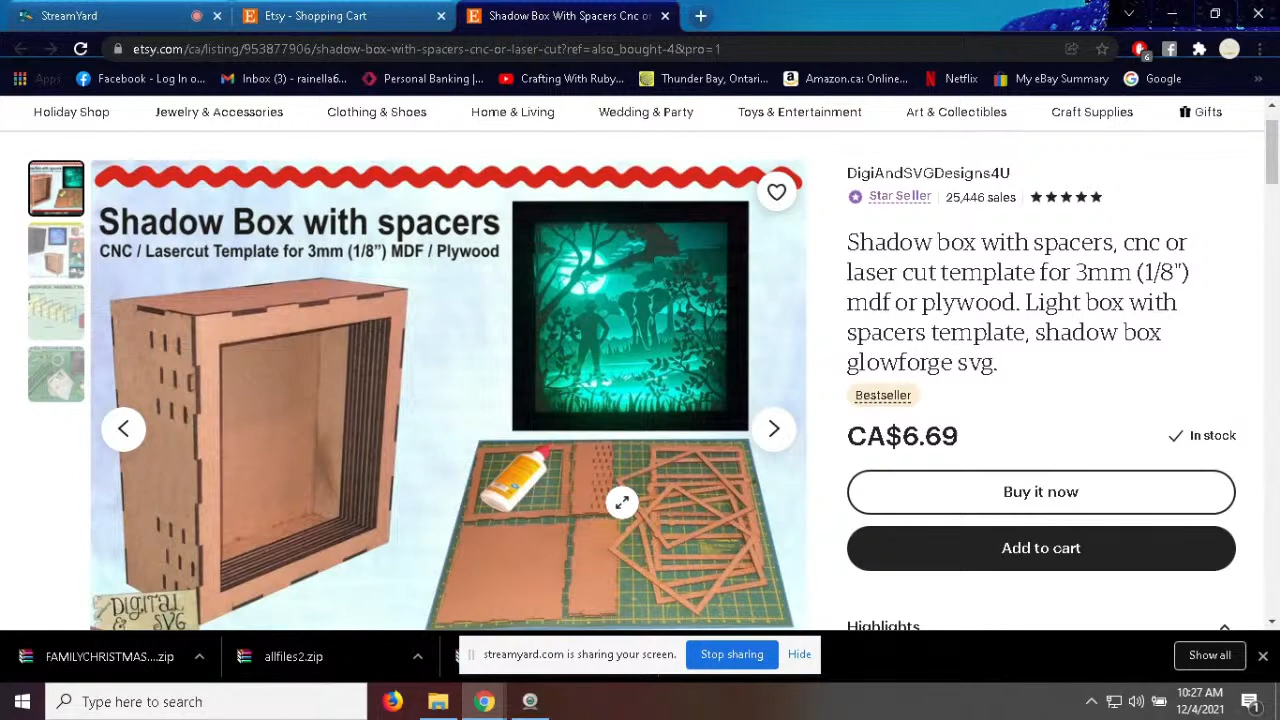 StreamYard
Etsy - Shopping Cart
Shadow Box With Spacers Cnc or
etsy.com/ca/listing/953877906/shadow-box-with-spacers-cnc-or-laser-cut?ref=also_bought-4&pro=1
6
Apps
Facebook - Log In o...
Inbox (3) - rainella6...
Personal Banking |...
Crafting With Ruby...
Thunder Bay, Ontari...
Amazon.ca: Online...
Netflix
My eBay Summary
Google
»
Holiday Shop
Jewelry & Accessories
Clothing & Shoes
Home & Living
Wedding & Party
Toys & Entertainment
Art & Collectibles
Craft Supplies
Gifts
Shadow Box with spacers
CNC / Lasercut Template for 3mm (1/8”) MDF / Plywood
DIGITAL
& SVG
DigiAndSVGDesigns4U
Star Seller
25,446 sales
Shadow box with spacers, cnc or
laser cut template for 3mm (1/8")
mdf or plywood. Light box with
spacers template, shadow box
glowforge svg.
Bestseller
CA$6.69
In stock
Buy it now
Add to cart
Highlights
FAMILYCHRISTMAS....zip
allfiles2.zip
streamyard.com is sharing your screen.
Stop sharing
Hide
Show all
Type here to search
10:27 AM
12/4/2021
1